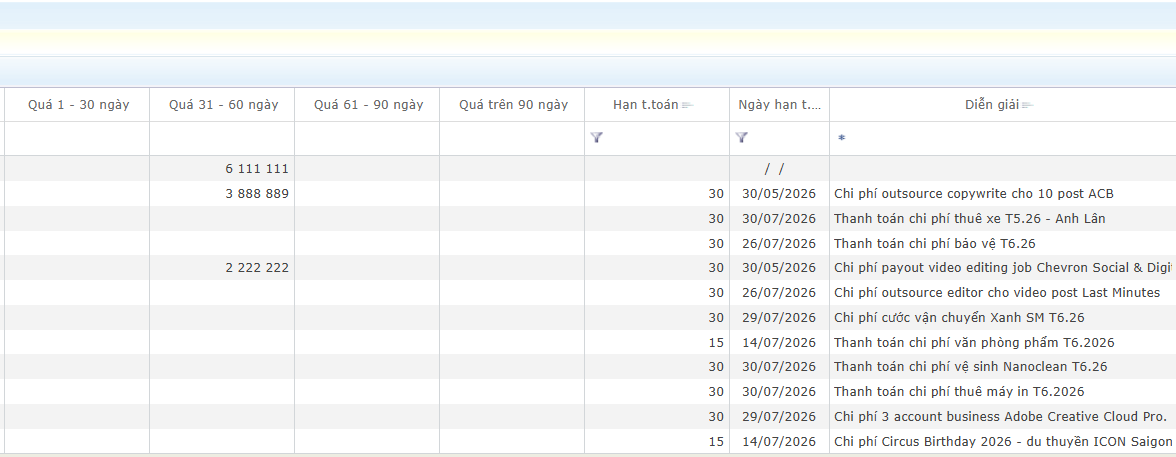 Quá 1 - 30 ngày Quá 31 - 60 ngày Quá 61 - 90 ngày Quá trên 90 ngày Hạn t.toán Ngày hạn t.... Diễn giải
*
6 111 111 / /
3 888 889 30 30/05/2026 Chi phí outsource copywrite cho 10 post ACB
30 30/07/2026 Thanh toán chi phí thuê xe T5.26 - Anh Lân
30 26/07/2026 Thanh toán chi phí bảo vệ T6.26
2 222 222 30 30/05/2026 Chi phí payout video editing job Chevron Social & Digi
30 26/07/2026 Chi phí outsource editor cho video post Last Minutes
30 29/07/2026 Chi phí cước vận chuyển Xanh SM T6.26
15 14/07/2026 Thanh toán chi phí văn phòng phẩm T6.2026
30 30/07/2026 Thanh toán chi phí vệ sinh Nanoclean T6.26
30 30/07/2026 Thanh toán chi phí thuê máy in T6.2026
30 29/07/2026 Chi phí 3 account business Adobe Creative Cloud Pro.
15 14/07/2026 Chi phí Circus Birthday 2026 - du thuyền ICON Saigon